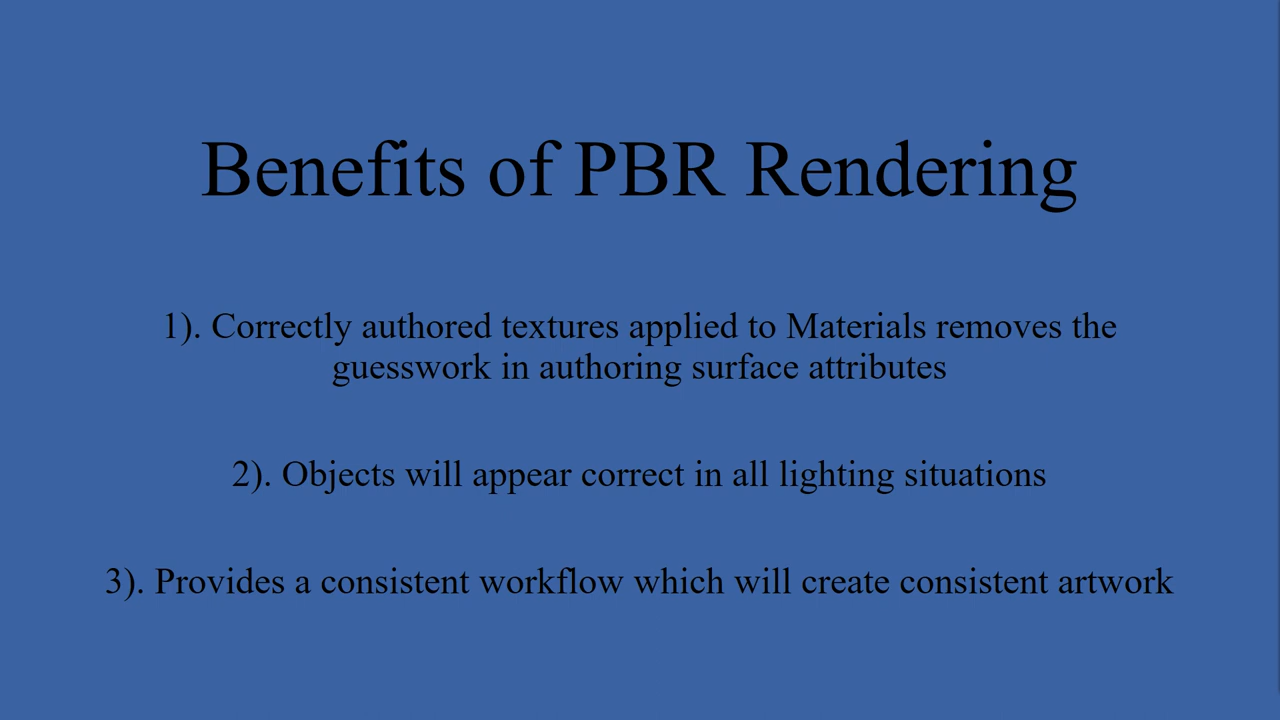 Benefits of PBR Rendering
1). Correctly authored textures applied to Materials removes the
guesswork in authoring surface attributes
2). Objects will appear correct in all lighting situations
3). Provides a consistent workflow which will create consistent artwork